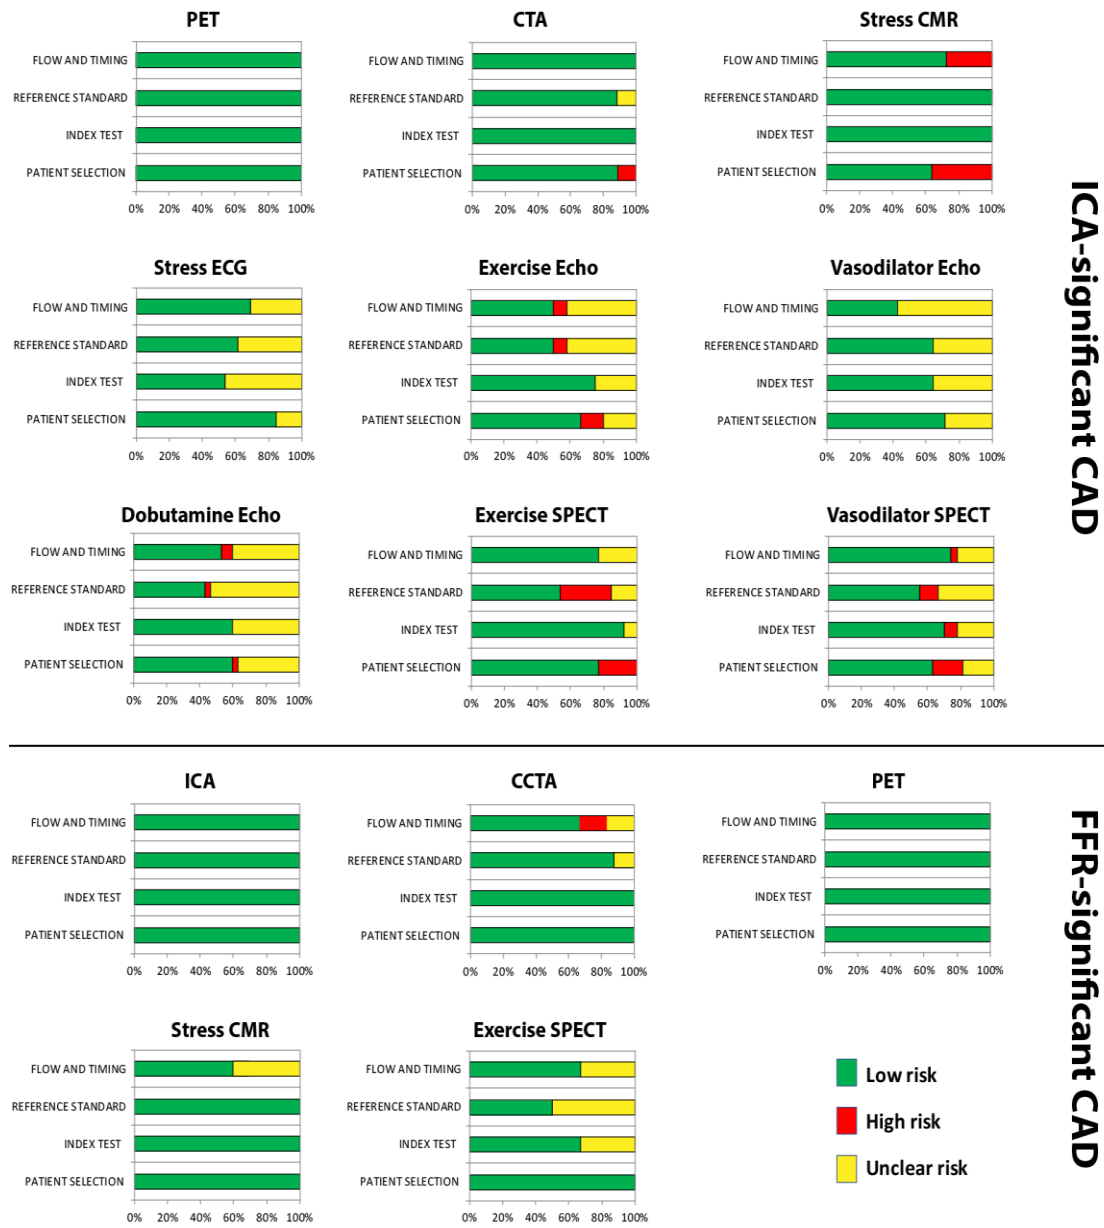 PET
FLOW AND TIMING
REFERENCE STANDARD
INDEX TEST
PATIENT SELECTION
0% 20% 40% 60% 80% 100%
CTA
FLOW AND TIMING
REFERENCE STANDARD
INDEX TEST
PATIENT SELECTION
0% 20% 40% 60% 80% 100%
Stress CMR
FLOW AND TIMING
REFERENCE STANDARD
INDEX TEST
PATIENT SELECTION
0% 20% 40% 60% 80% 100%
Stress ECG
FLOW AND TIMING
REFERENCE STANDARD
INDEX TEST
PATIENT SELECTION
0% 20% 40% 60% 80% 100%
Exercise Echo
FLOW AND TIMING
REFERENCE STANDARD
INDEX TEST
PATIENT SELECTION
0% 20% 40% 60% 80% 100%
Vasodilator Echo
FLOW AND TIMING
REFERENCE STANDARD
INDEX TEST
PATIENT SELECTION
0% 20% 40% 60% 80% 100%
Dobutamine Echo
FLOW AND TIMING
REFERENCE STANDARD
INDEX TEST
PATIENT SELECTION
0% 20% 40% 60% 80% 100%
Exercise SPECT
FLOW AND TIMING
REFERENCE STANDARD
INDEX TEST
PATIENT SELECTION
0% 20% 40% 60% 80% 100%
Vasodilator SPECT
FLOW AND TIMING
REFERENCE STANDARD
INDEX TEST
PATIENT SELECTION
0% 20% 40% 60% 80% 100%
ICA-significant CAD
ICA
FLOW AND TIMING
REFERENCE STANDARD
INDEX TEST
PATIENT SELECTION
0% 20% 40% 60% 80% 100%
CCTA
FLOW AND TIMING
REFERENCE STANDARD
INDEX TEST
PATIENT SELECTION
0% 20% 40% 60% 80% 100%
PET
FLOW AND TIMING
REFERENCE STANDARD
INDEX TEST
PATIENT SELECTION
0% 20% 40% 60% 80% 100%
Stress CMR
FLOW AND TIMING
REFERENCE STANDARD
INDEX TEST
PATIENT SELECTION
0% 20% 40% 60% 80% 100%
Exercise SPECT
FLOW AND TIMING
REFERENCE STANDARD
INDEX TEST
PATIENT SELECTION
0% 20% 40% 60% 80% 100%
Low risk
High risk
Unclear risk
FFR-significant CAD